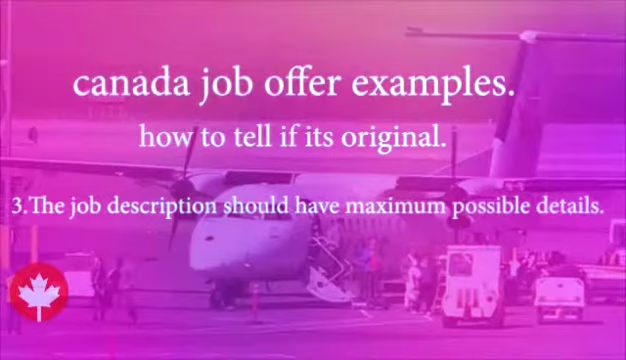 canada job offer examples.
how to tell if its original.
3.The job description should have maximum possible details.